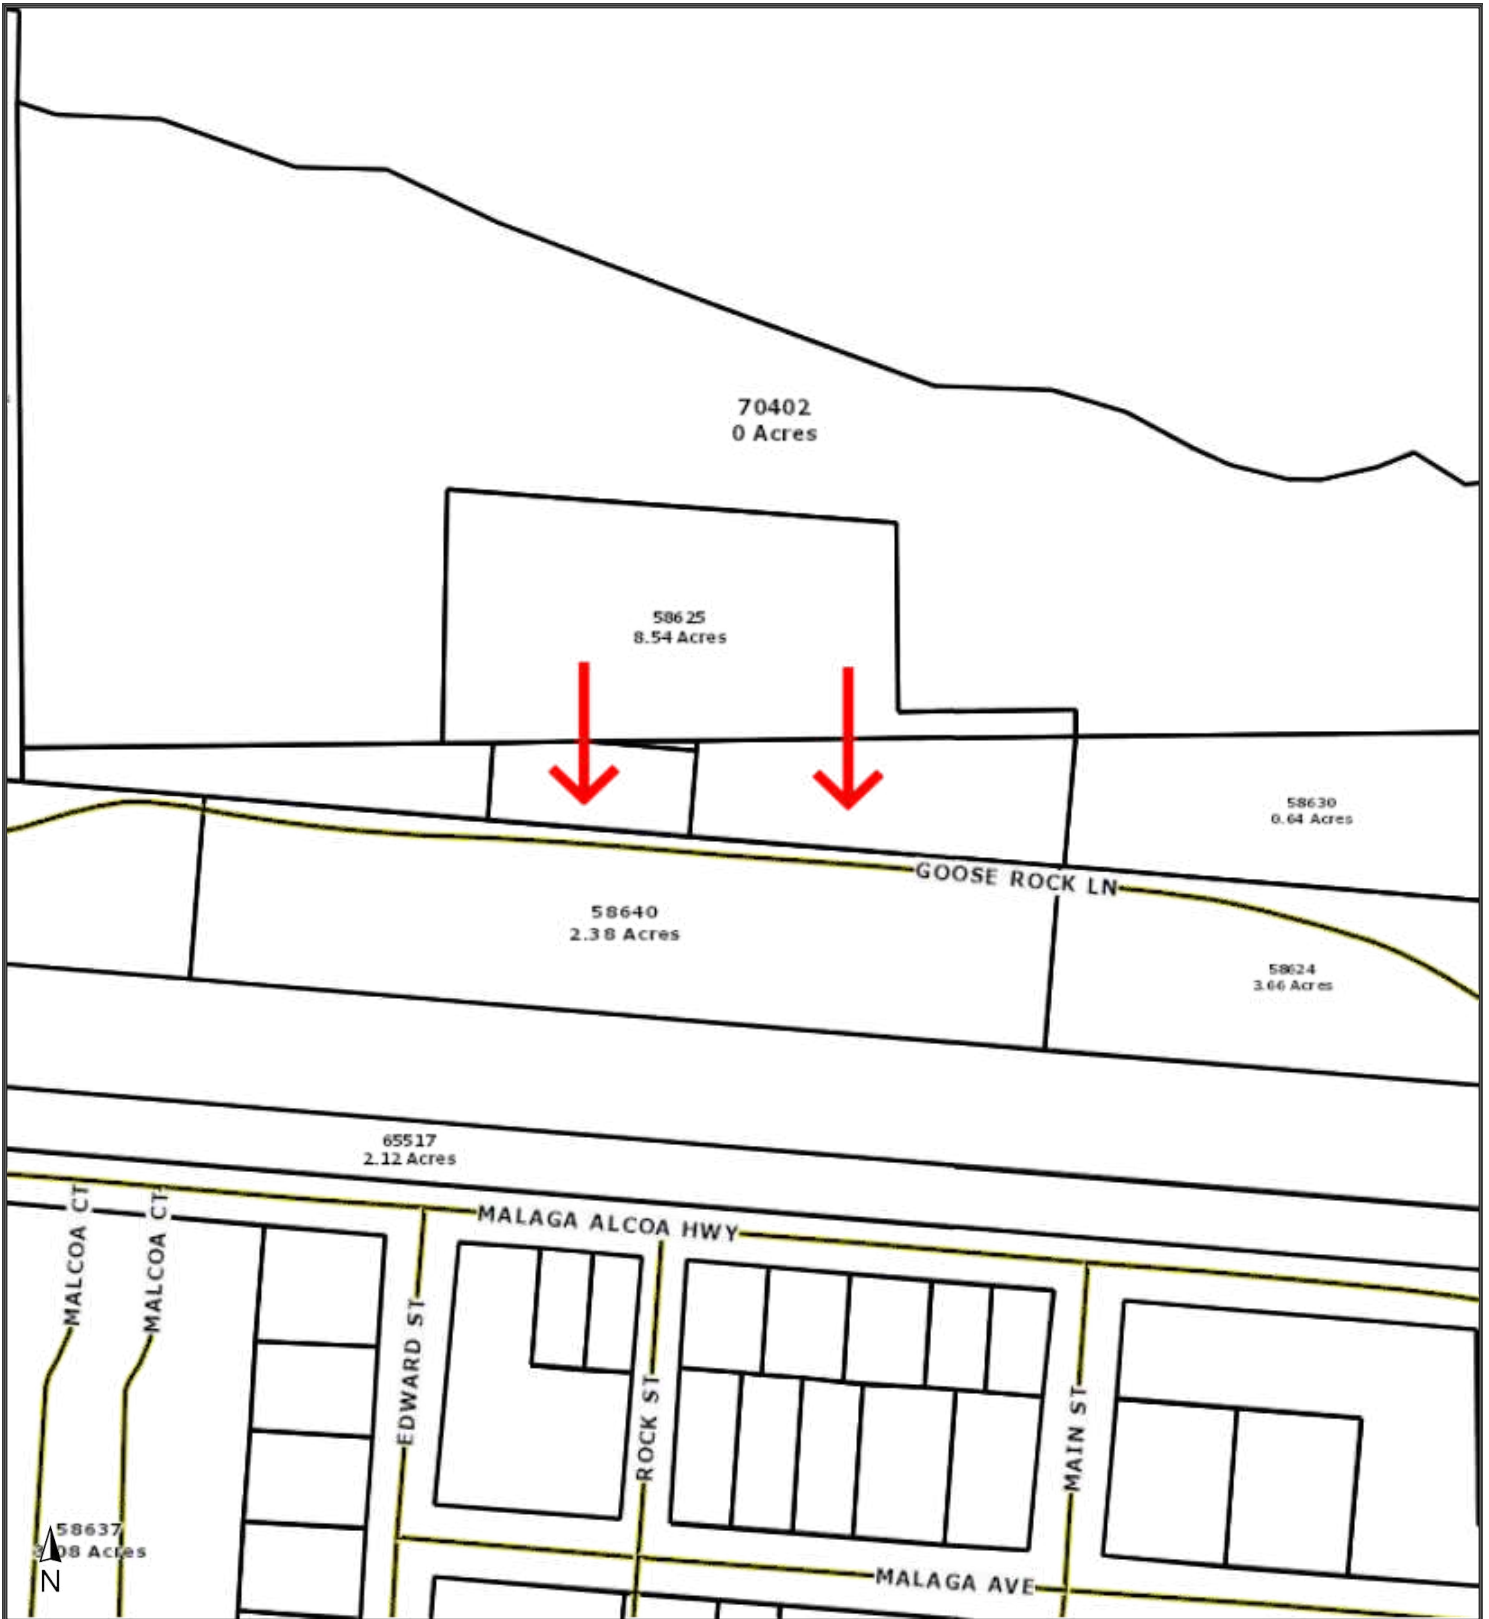 70402
0 Acres
58625
8.54 Acres
58630
0.64 Acres
GOOSE ROCK LN
58640
2.38 Acres
58624
3.66 Acres
65517
2.12 Acres
MALCOA CT
MALCOA CT
MALAGA ALCOA HWY
EDWARD ST
ROCK ST
MAIN ST
58637
08 Acres
N
MALAGA AVE